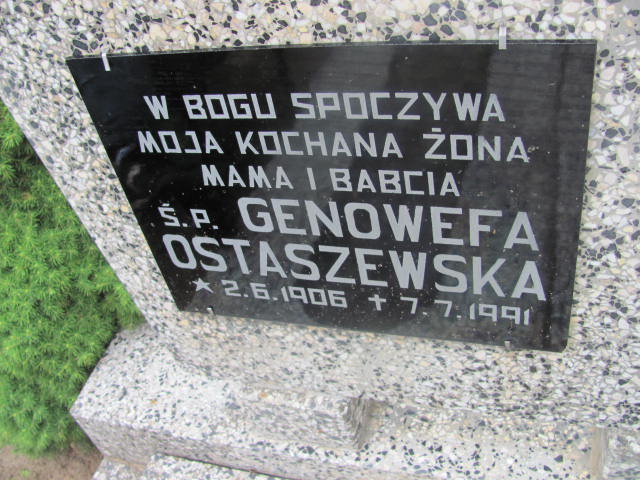 W BOGU SPOCZYWA
MOJA KOCHANA ŻONA
MAMA I BABCIA
Ś.P. GENOWEFA
OSTASZEWSKA
★ 2.6.1906 ✝ 7.7.1991